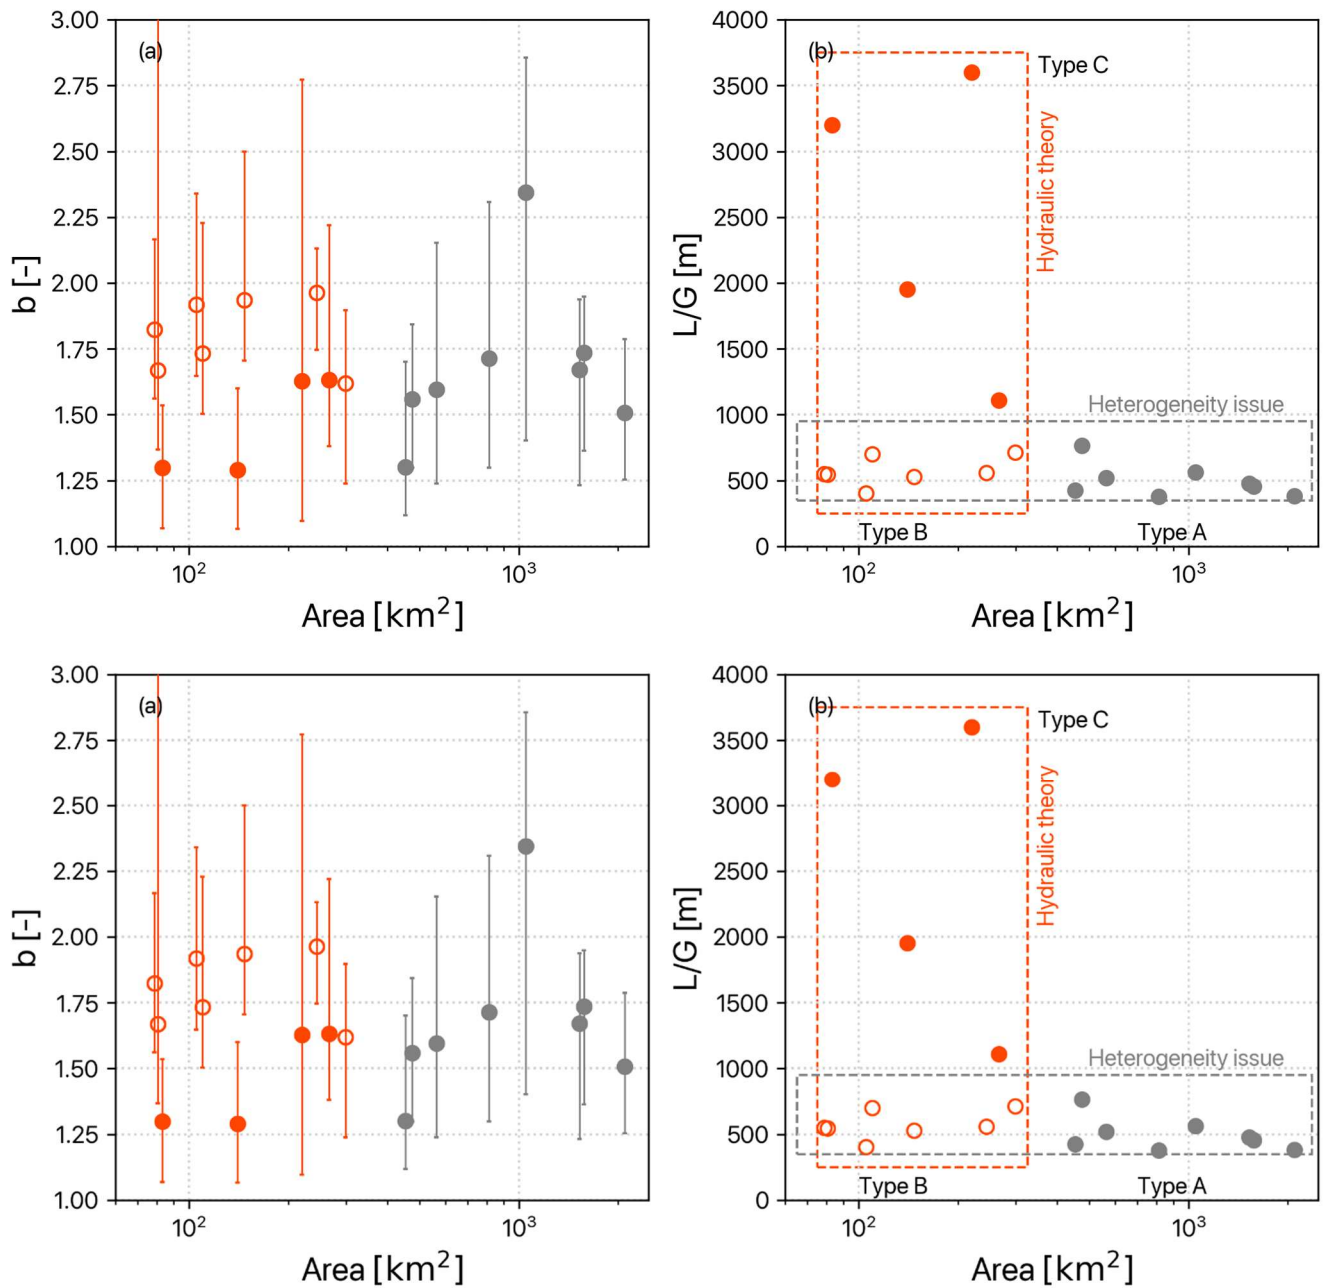 (a)
3.00
2.75
2.50
2.25
2.00
1.75
1.50
1.25
1.00
b [-]
10²
10³
Area [km²]
(b)
4000
3500
3000
2500
2000
1500
1000
500
0
L/G [m]
Type C
Hydraulic theory
Heterogeneity issue
Type B
Type A
10²
10³
Area [km²]
(a)
3.00
2.75
2.50
2.25
2.00
1.75
1.50
1.25
1.00
b [-]
10²
10³
Area [km²]
(b)
4000
3500
3000
2500
2000
1500
1000
500
0
L/G [m]
Type C
Hydraulic theory
Heterogeneity issue
Type B
Type A
10²
10³
Area [km²]